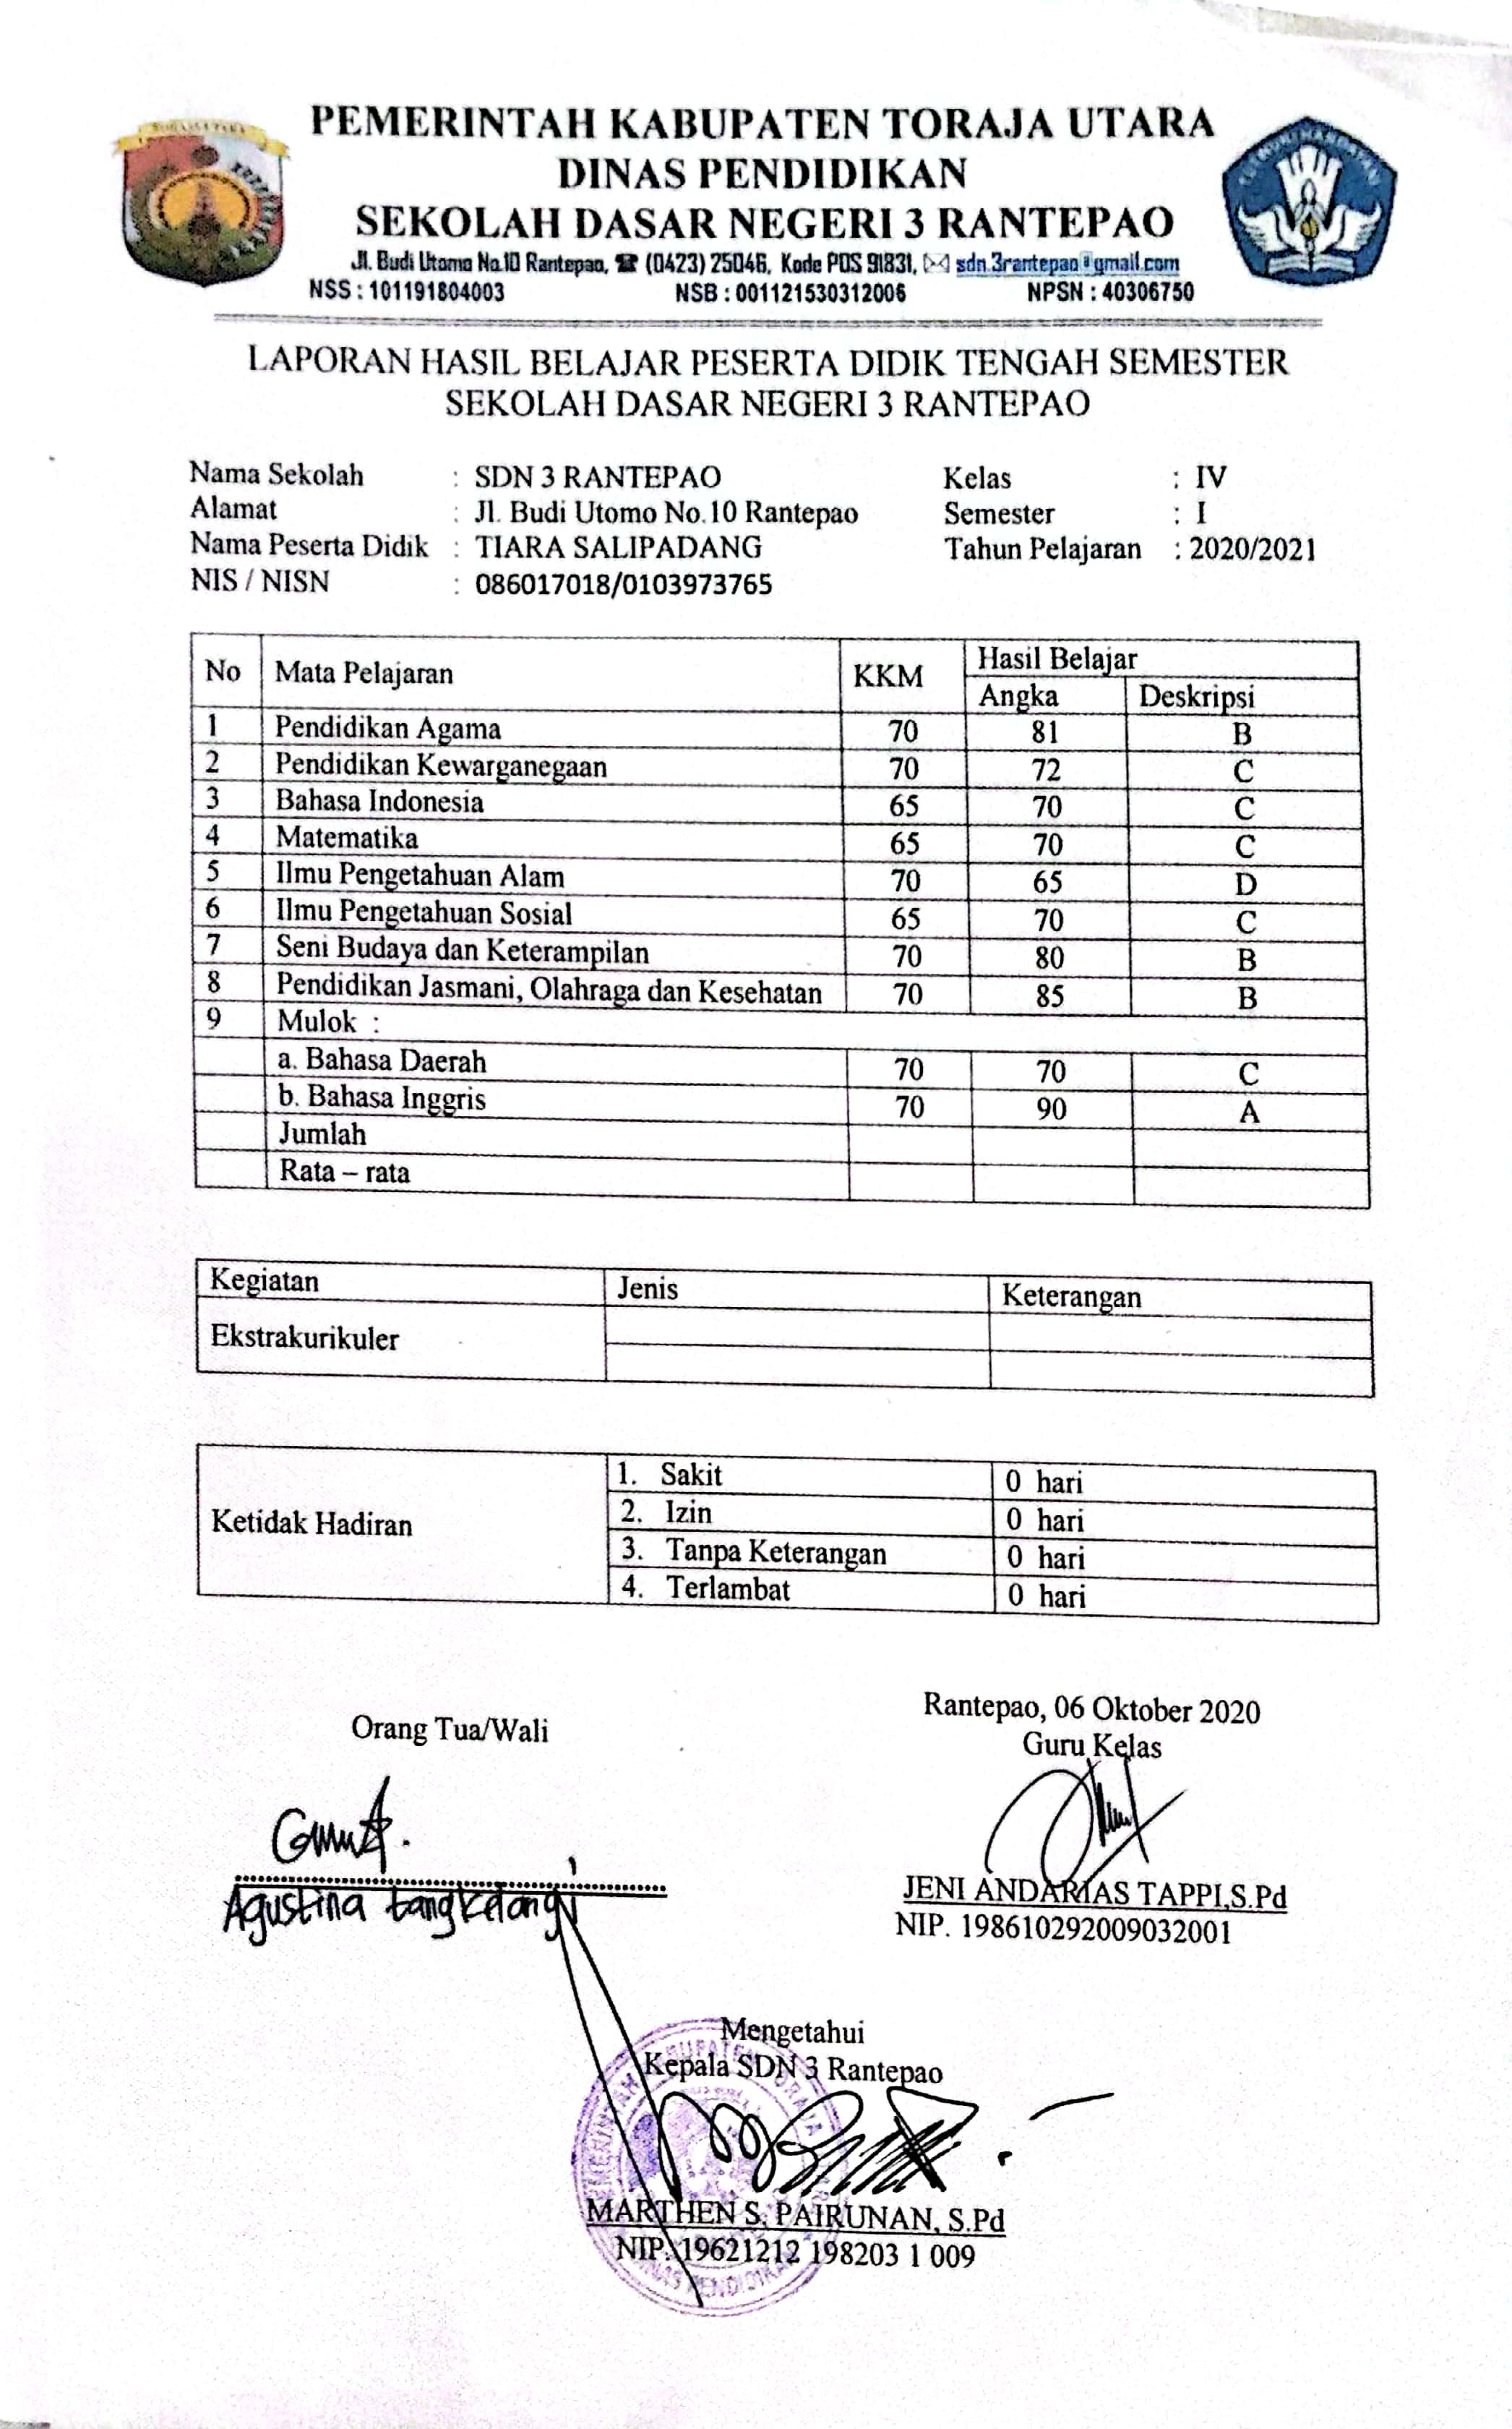 PEMERINTAH KABUPATEN TORAJA UTARA
DINAS PENDIDIKAN
SEKOLAH DASAR NEGERI 3 RANTEPAO
Jl. Budi Utomo No.10 Rantepao, ☎ (0423) 25046, Kode POS 91831, ✉ sdn.3rantepao@gmail.com
NSS : 101191804003 NSB : 001121530312006 NPSN : 40306750
LAPORAN HASIL BELAJAR PESERTA DIDIK TENGAH SEMESTER
SEKOLAH DASAR NEGERI 3 RANTEPAO
Nama Sekolah : SDN 3 RANTEPAO Kelas : IV
Alamat : Jl. Budi Utomo No.10 Rantepao Semester : I
Nama Peserta Didik : TIARA SALIPADANG Tahun Pelajaran : 2020/2021
NIS / NISN : 086017018/0103973765
No Mata Pelajaran KKM Hasil Belajar
Angka Deskripsi
1 Pendidikan Agama 70 81 B
2 Pendidikan Kewarganegaan 70 72 C
3 Bahasa Indonesia 65 70 C
4 Matematika 65 70 C
5 Ilmu Pengetahuan Alam 70 65 D
6 Ilmu Pengetahuan Sosial 65 70 C
7 Seni Budaya dan Keterampilan 70 80 B
8 Pendidikan Jasmani, Olahraga dan Kesehatan 70 85 B
9 Mulok :
a. Bahasa Daerah 70 70 C
b. Bahasa Inggris 70 90 A
Jumlah
Rata – rata
Kegiatan Jenis Keterangan
Ekstrakurikuler
Ketidak Hadiran
1. Sakit 0 hari
2. Izin 0 hari
3. Tanpa Keterangan 0 hari
4. Terlambat 0 hari
Rantepao, 06 Oktober 2020
Orang Tua/Wali Guru Kelas
Agustina tangkelangi JENI ANDARIAS TAPPI,S.Pd
NIP. 198610292009032001
Mengetahui
Kepala SDN 3 Rantepao
MARTHEN S. PAIRUNAN, S.Pd
NIP. 19621212 198203 1 009